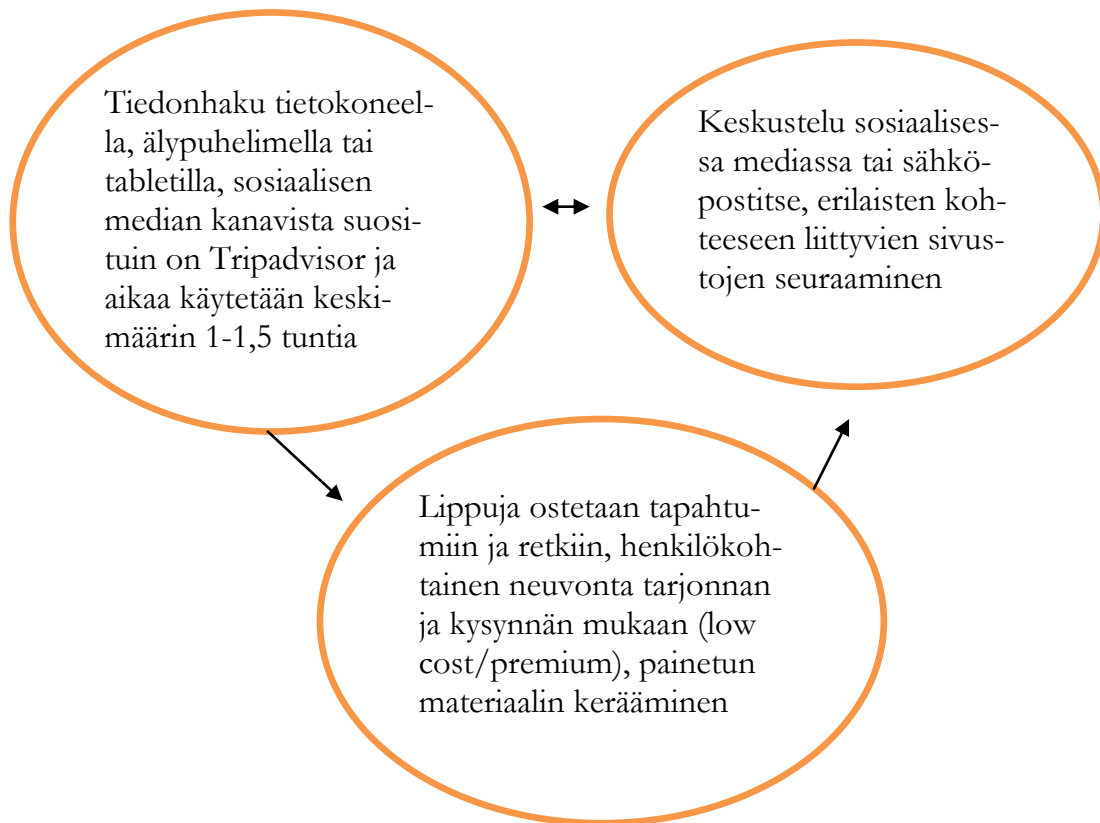 Tiedonhaku tietokoneel-
la, älypuhelimella tai
tabletilla, sosiaalisen
median kanavista suosi-
tuin on Tripadvisor ja
aikaa käytetään keski-
määrin 1-1,5 tuntia
Keskustelu sosiaalises-
sa mediassa tai sähkö-
postitse, erilaisten koh-
teeseen liittyvien sivus-
tojen seuraaminen
Lippuja ostetaan tapahtu-
miin ja retkiin, henkilökoh-
tainen neuvonta tarjonnan
ja kysynnän mukaan (low
cost/premium), painetun
materiaalin kerääminen